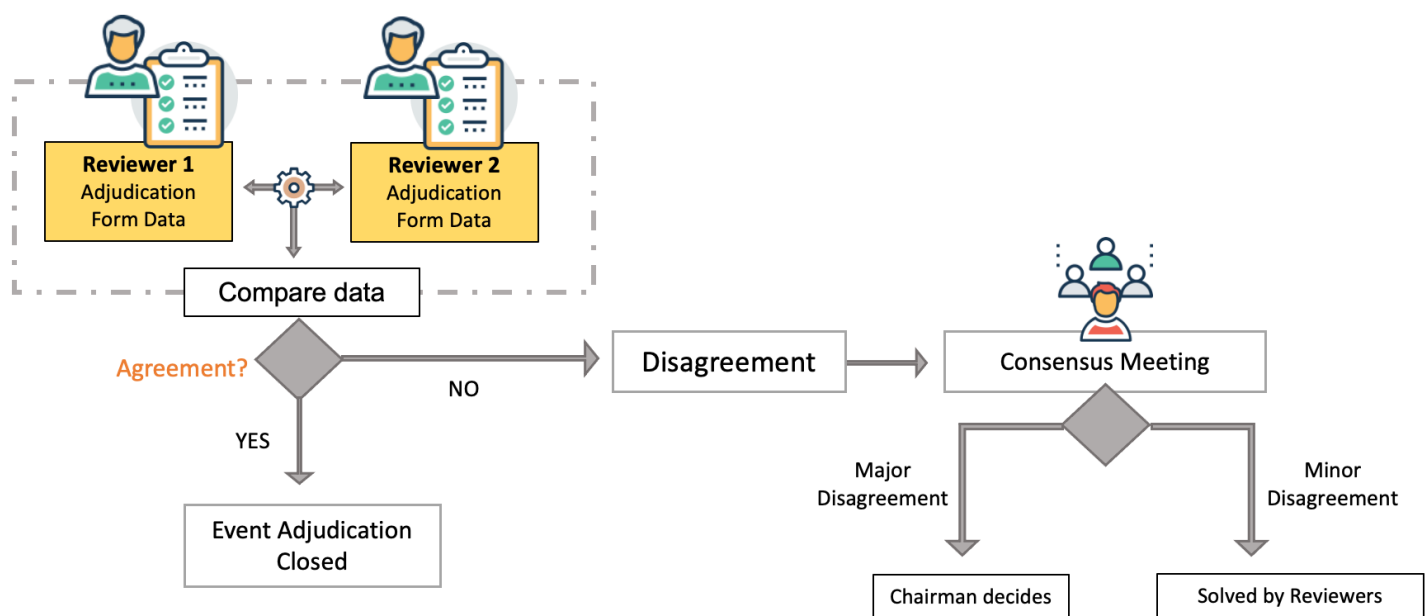 Reviewer 1
Adjudication
Form Data
Reviewer 2
Adjudication
Form Data
Compare data
Agreement?
NO
YES
Event Adjudication
Closed
Disagreement
Consensus Meeting
Major
Disagreement
Minor
Disagreement
Chairman decides
Solved by Reviewers